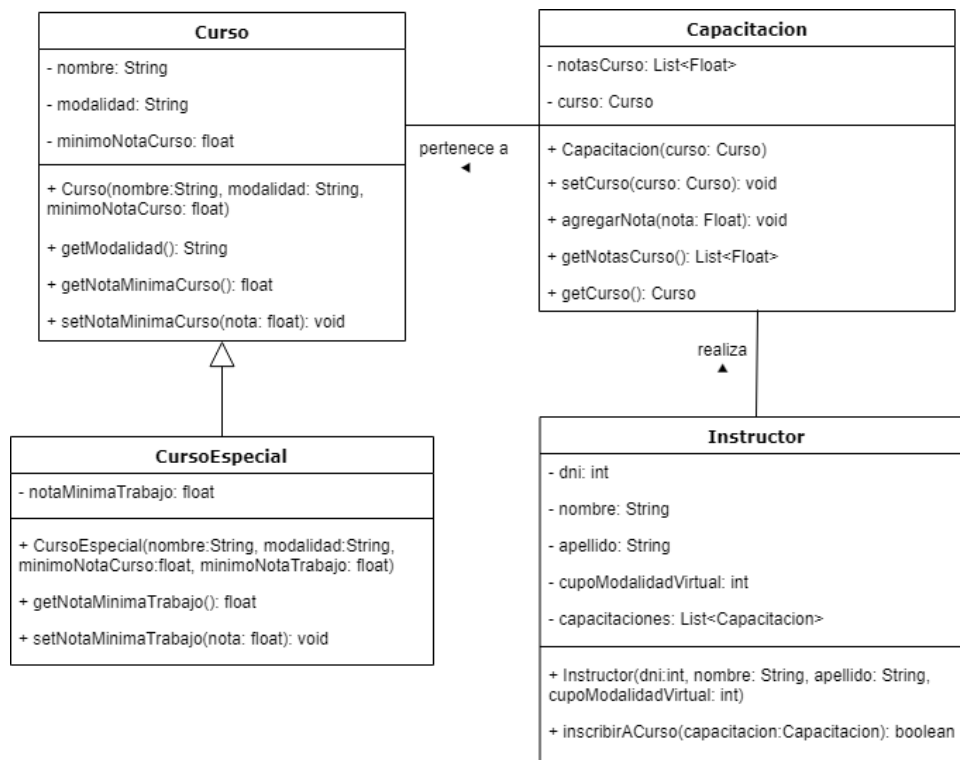 Curso
- nombre: String
- modalidad: String
- minimoNotaCurso: float
+ Curso(nombre:String, modalidad: String,
minimoNotaCurso: float)
+ getModalidad(): String
+ getNotaMinimaCurso(): float
+ setNotaMinimaCurso(nota: float): void
pertenece a
Capacitacion
- notasCurso: List<Float>
- curso: Curso
+ Capacitacion(curso: Curso)
+ setCurso(curso: Curso): void
+ agregarNota(nota: Float): void
+ getNotasCurso(): List<Float>
+ getCurso(): Curso
realiza
CursoEspecial
- notaMinimaTrabajo: float
+ CursoEspecial(nombre:String, modalidad:String,
minimoNotaCurso:float, minimoNotaTrabajo: float)
+ getNotaMinimaTrabajo(): float
+ setNotaMinimaTrabajo(nota: float): void
Instructor
- dni: int
- nombre: String
- apellido: String
- cupoModalidadVirtual: int
- capacitaciones: List<Capacitacion>
+ Instructor(dni:int, nombre: String, apellido: String,
cupoModalidadVirtual: int)
+ inscribirACurso(capacitacion:Capacitacion): boolean